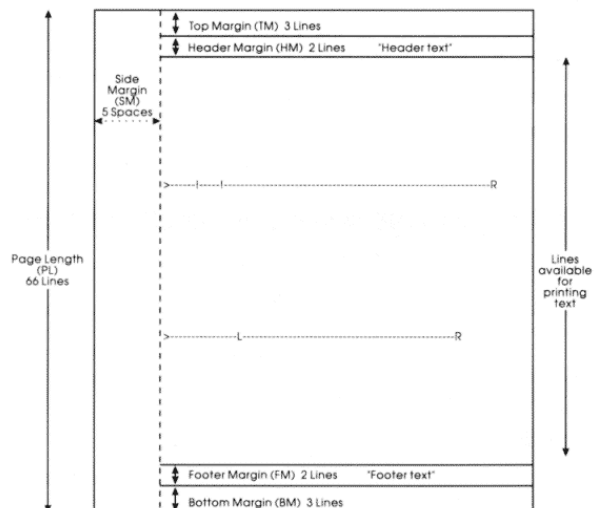 Top Margin (TM) 3 Lines
Header Margin (HM) 2 Lines "Header text"
Side
Margin
(SM)
5 Spaces
>-----!----!--------------------------------------------------R
Page Length
(PL)
66 Lines
Lines
available
for
printing
text
>-------------L---------------------------------------R
Footer Margin (FM) 2 Lines "Footer text"
Bottom Margin (BM) 3 Lines